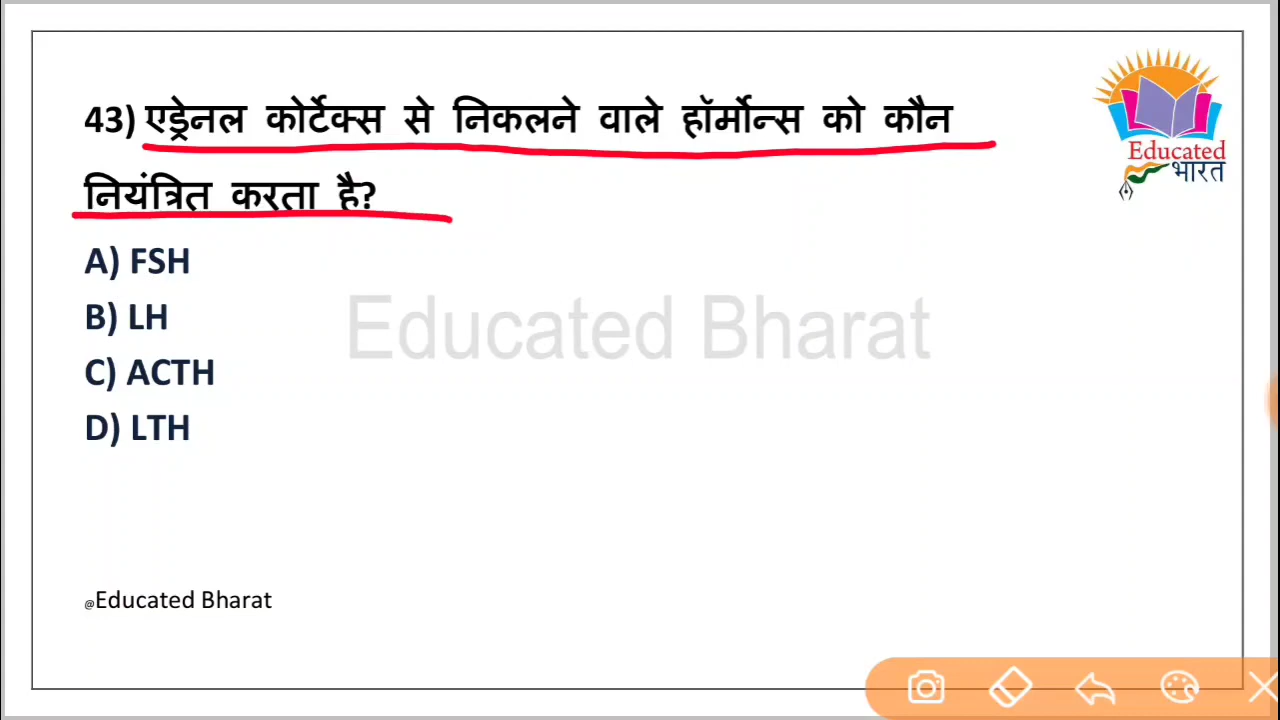 43) एड्रेनल कोर्टेक्स से निकलने वाले हॉर्मोन्स को कौन
नियंत्रित करता है?
A) FSH
B) LH
C) ACTH
D) LTH
Educated Bharat
@Educated Bharat
Educated
भारत